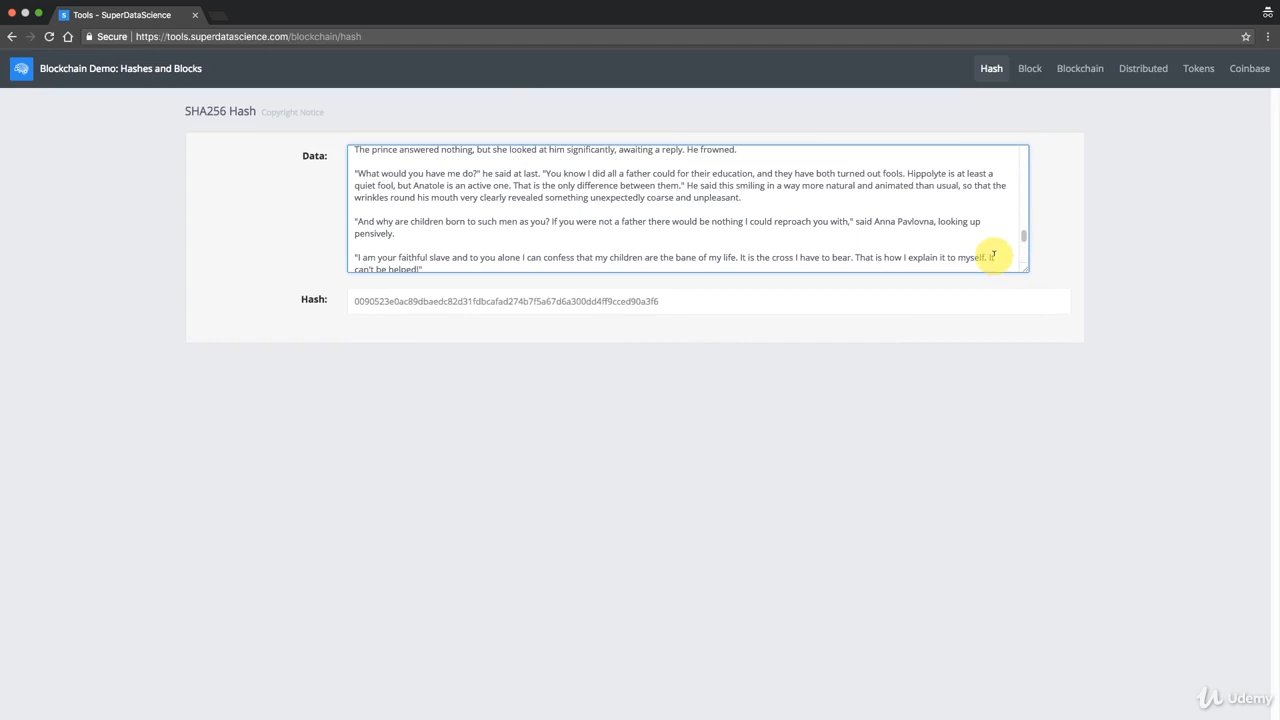 Tools - SuperDataScience
Secure https://tools.superdatascience.com/blockchain/hash
Blockchain Demo: Hashes and Blocks Hash Block Blockchain Distributed Tokens Coinbase
SHA256 Hash Copyright Notice
Data:
The prince answered nothing, but she looked at him significantly, awaiting a reply. He frowned.
"What would you have me do?" he said at last. "You know I did all a father could for their education, and they have both turned out fools. Hippolyte is at least a
quiet fool, but Anatole is an active one. That is the only difference between them." He said this smiling in a way more natural and animated than usual, so that the
wrinkles round his mouth very clearly revealed something unexpectedly coarse and unpleasant.
"And why are children born to such men as you? If you were not a father there would be nothing I could reproach you with," said Anna Pavlovna, looking up
pensively.
"I am your faithful slave and to you alone I can confess that my children are the bane of my life. It is the cross I have to bear. That is how I explain it to myself. It
can't be helped!"
Hash: 0090523e0ac89dbaedc82d31fdbcafad274b7f5a67d6a300dd4ff9cced90a3f6
Udemy